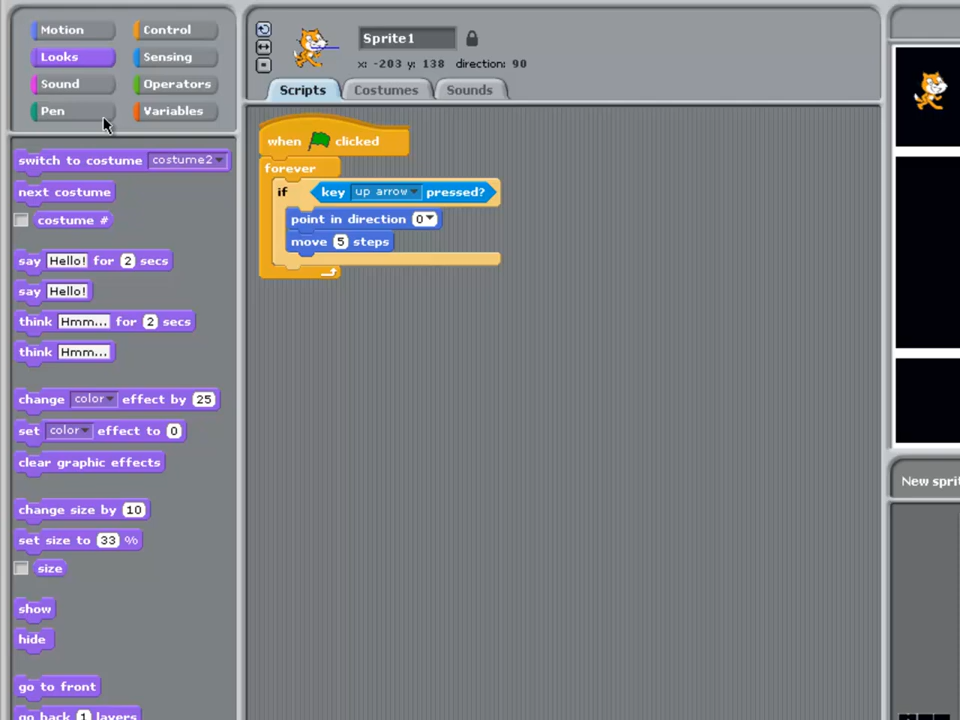 Motion Control
Looks Sensing
Sound Operators
Pen Variables
switch to costume costume2
next costume
costume #
say Hello! for 2 secs
say Hello!
think Hmm... for 2 secs
think Hmm...
change color effect by 25
set color effect to 0
clear graphic effects
change size by 10
set size to 33 %
size
show
hide
go to front
go back 1 layers
Sprite1
x: -203 y: 138 direction: 90
Scripts Costumes Sounds
when clicked
forever
if key up arrow pressed?
point in direction 0
move 5 steps
New sprit